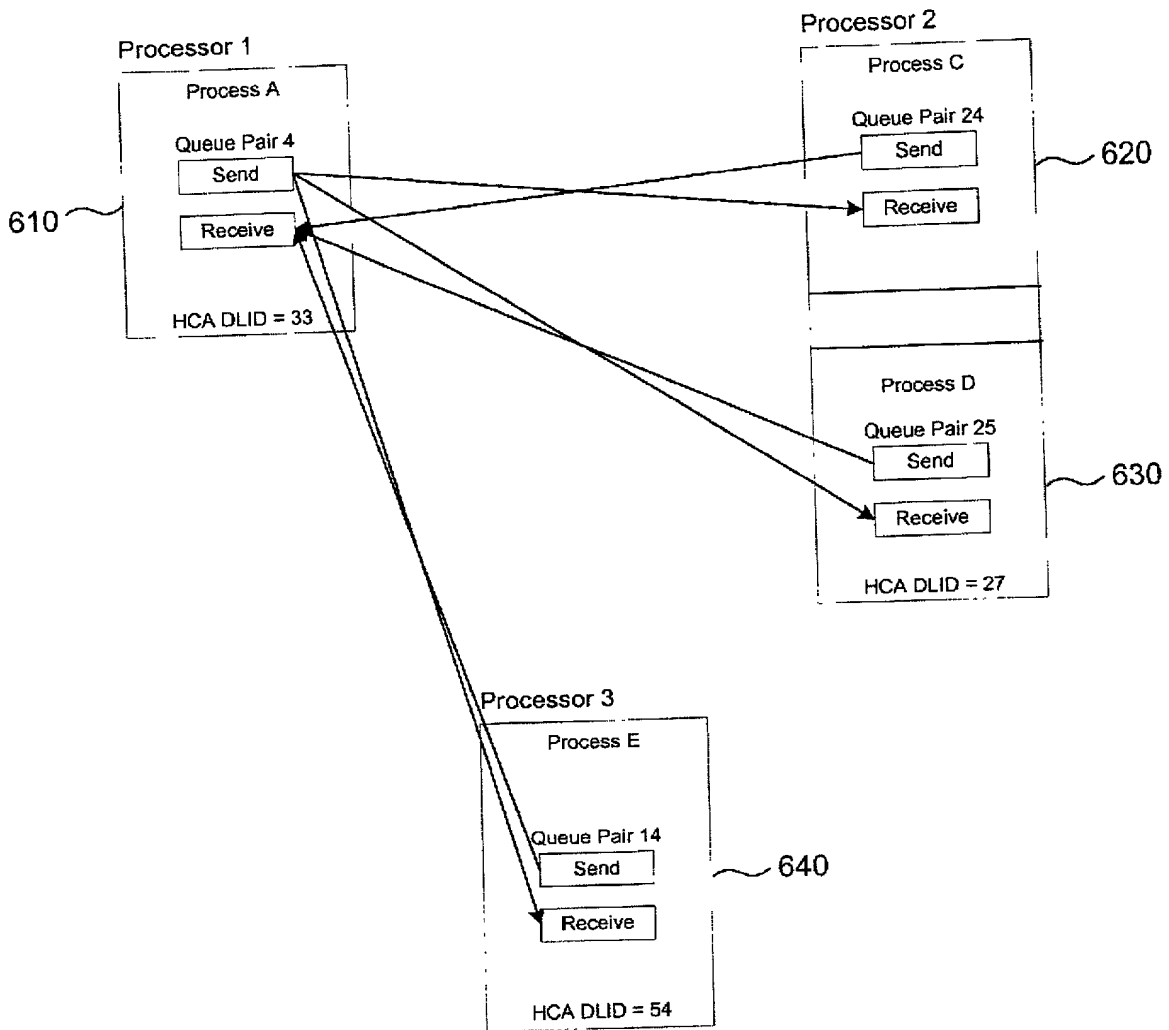 Processor 1
Process A
Queue Pair 4
Send
Receive
610
HCA DLID = 33
Processor 2
Process C
Queue Pair 24
Send
Receive
620
Process D
Queue Pair 25
Send
Receive
630
HCA DLID = 27
Processor 3
Process E
Queue Pair 14
Send
Receive
640
HCA DLID = 54